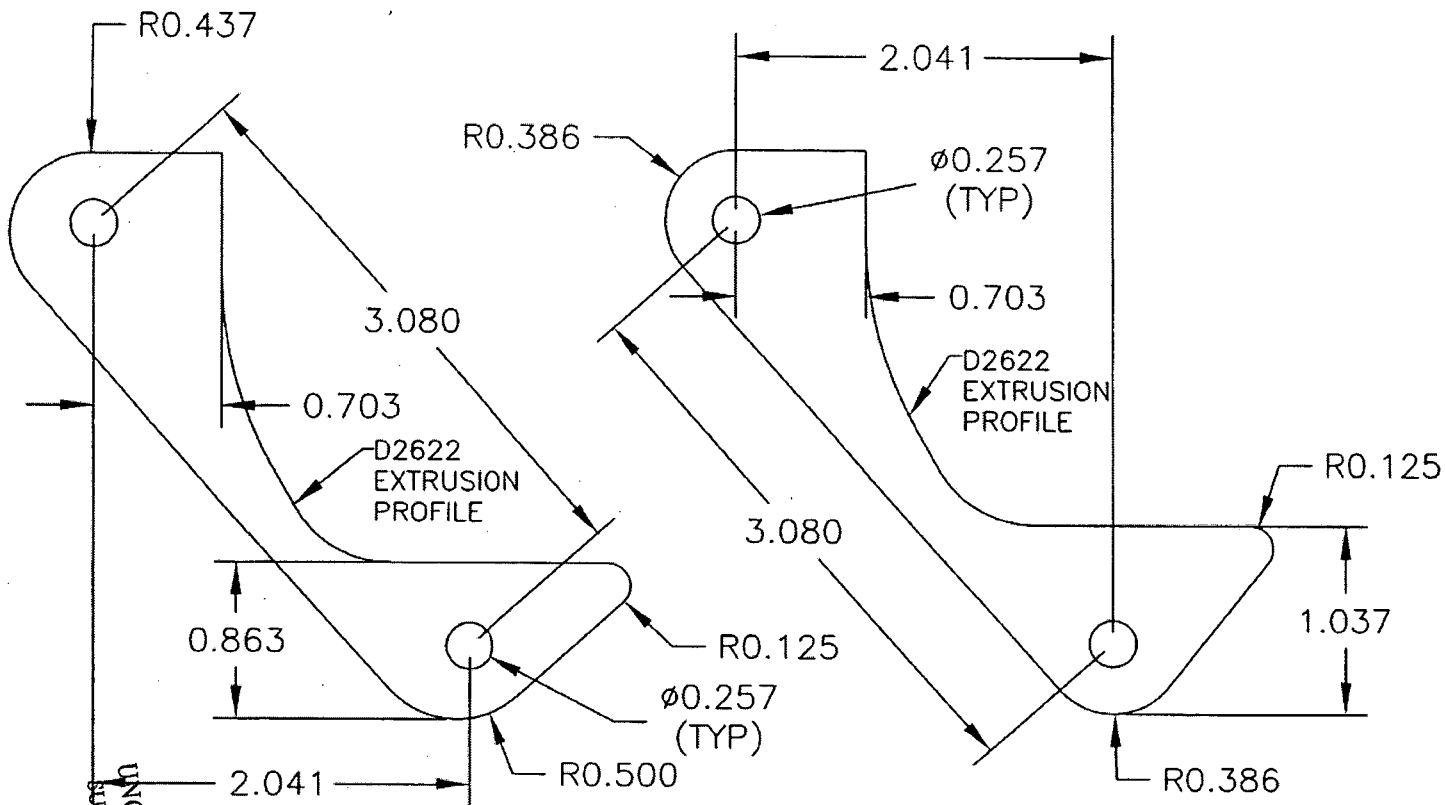 R0.437
3.080
0.703
D2622
EXTRUSION
PROFILE
0.863
R0.125
ø0.257
(TYP)
R0.500
2.041
2.041
R0.386
ø0.257
(TYP)
0.703
D2622
EXTRUSION
PROFILE
3.080
R0.125
1.037
R0.386